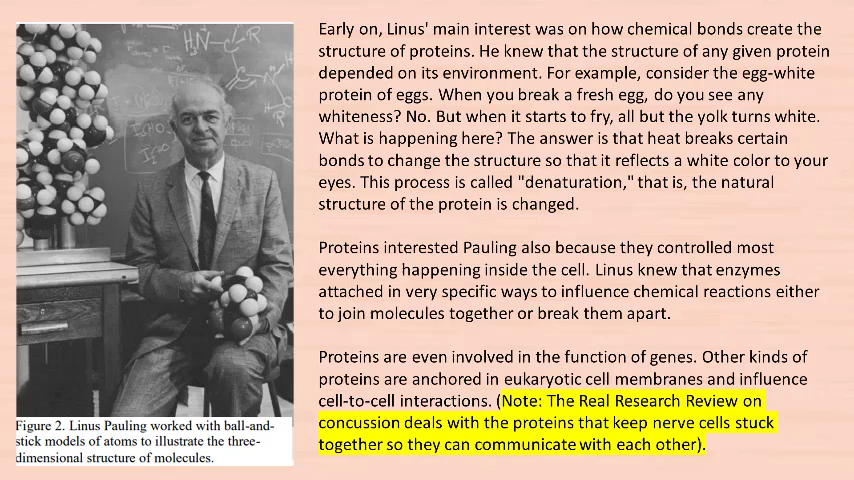 Early on, Linus' main interest was on how chemical bonds create the
structure of proteins. He knew that the structure of any given protein
depended on its environment. For example, consider the egg-white
protein of eggs. When you break a fresh egg, do you see any
whiteness? No. But when it starts to fry, all but the yolk turns white.
What is happening here? The answer is that heat breaks certain
bonds to change the structure so that it reflects a white color to your
eyes. This process is called "denaturation," that is, the natural
structure of the protein is changed.
Proteins interested Pauling also because they controlled most
everything happening inside the cell. Linus knew that enzymes
attached in very specific ways to influence chemical reactions either
to join molecules together or break them apart.
Proteins are even involved in the function of genes. Other kinds of
proteins are anchored in eukaryotic cell membranes and influence
cell-to-cell interactions. (Note: The Real Research Review on
concussion deals with the proteins that keep nerve cells stuck
together so they can communicate with each other).
Figure 2. Linus Pauling worked with ball-and-
stick models of atoms to illustrate the three-
dimensional structure of molecules.